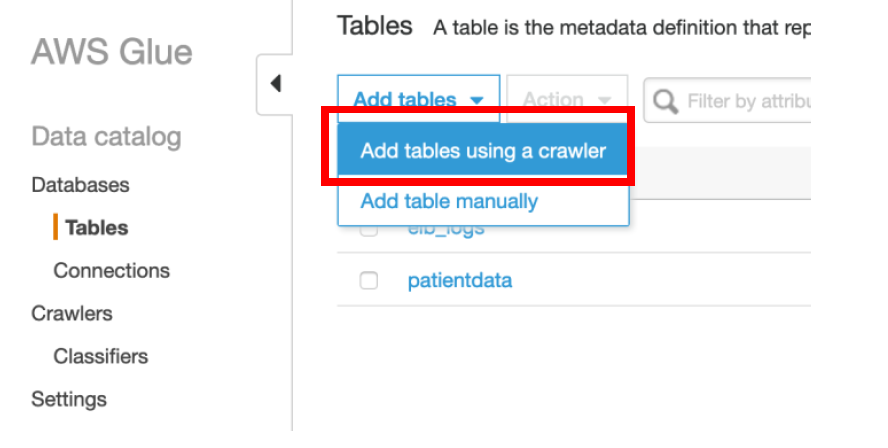 AWS Glue
Data catalog
Databases
Tables
Connections
Crawlers
Classifiers
Settings
Tables A table is the metadata definition that rep
Add tables Action Filter by attribu
Add tables using a crawler
Add table manually
elb_logs
patientdata